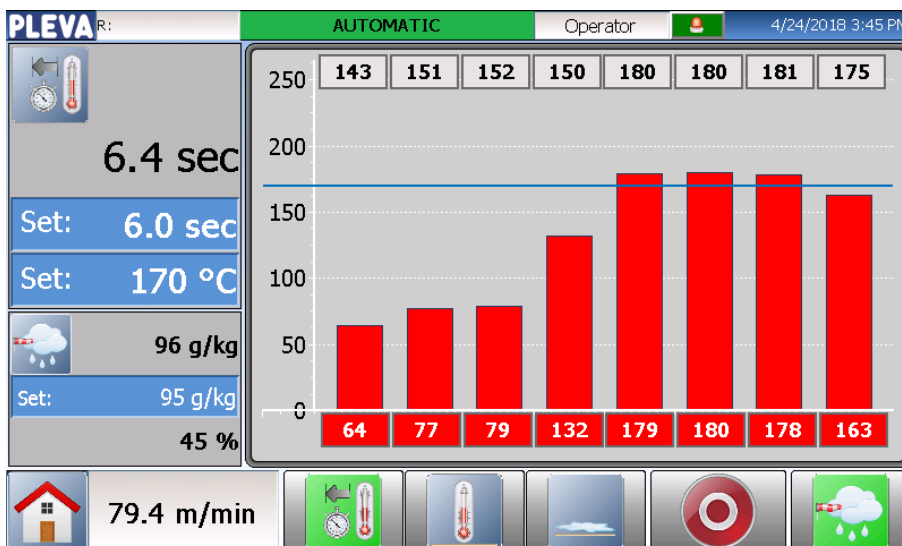 PLEVA R: AUTOMATIC Operator 4/24/2018 3:45 PM
6.4 sec
Set: 6.0 sec
Set: 170 °C
96 g/kg
Set: 95 g/kg
45 %
143 151 152 150 180 180 181 175
250
200
150
100
50
0
64 77 79 132 179 180 178 163
79.4 m/min